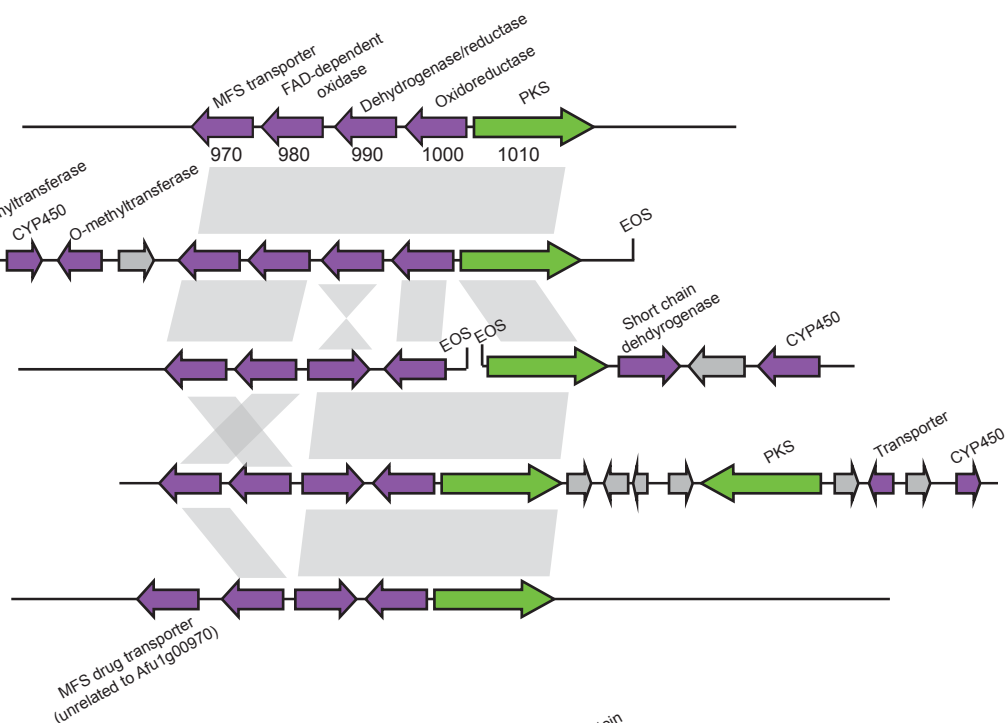 MFS transporter
FAD-dependent
oxidase
Dehydrogenase/reductase
Oxidoreductase
PKS
970 980 990 1000 1010
CYP450
O-methyltransferase
EOS
EOS
EOS
Short chain
dehdyrogenase
CYP450
PKS
Transporter
CYP450
MFS drug transporter
(unrelated to Afu1g00970)